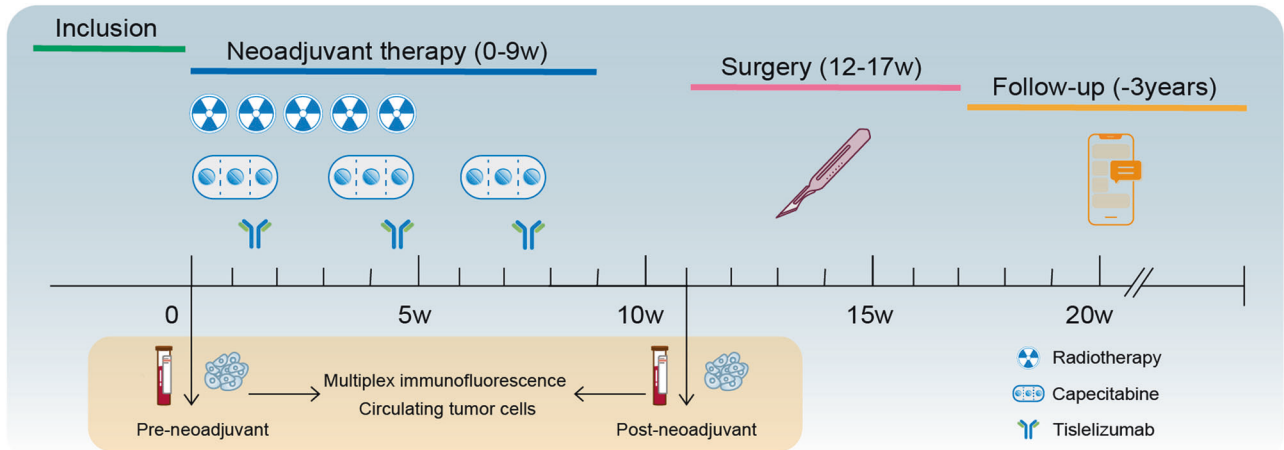 Inclusion
Neoadjuvant therapy (0-9w)
Surgery (12-17w)
Follow-up (-3years)
0
5w
10w
15w
20w
Multiplex immunofluorescence
Circulating tumor cells
Pre-neoadjuvant
Post-neoadjuvant
Radiotherapy
Capecitabine
Tislelizumab